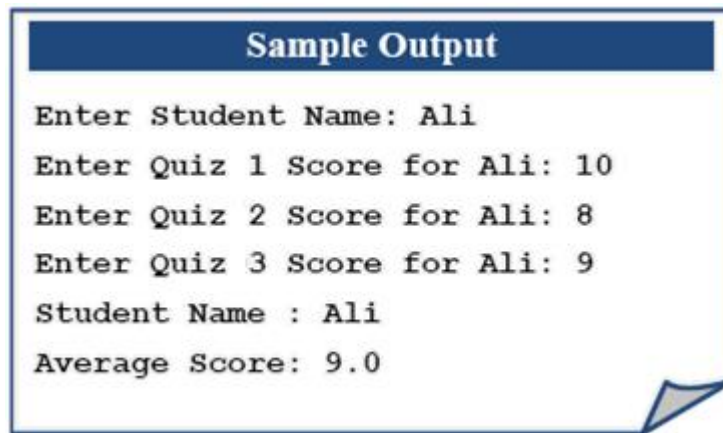 Sample Output
Enter Student Name: Ali
Enter Quiz 1 Score for Ali: 10
Enter Quiz 2 Score for Ali: 8
Enter Quiz 3 Score for Ali: 9
Student Name : Ali
Average Score: 9.0